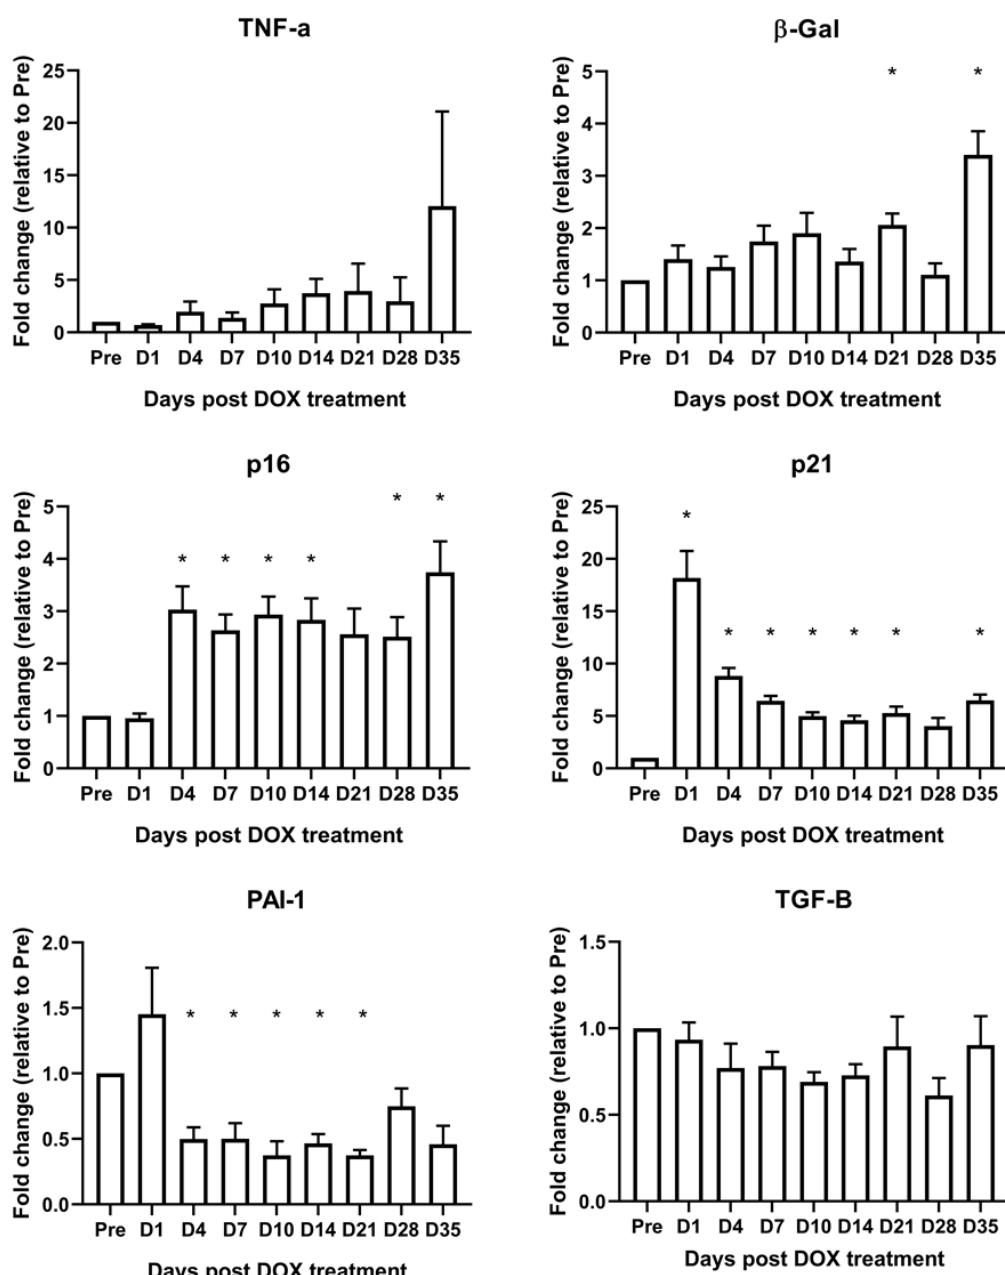 TNF-a
Fold change (relative to Pre)
25
20
15
10
5
0
Pre D1 D4 D7 D10 D14 D21 D28 D35
Days post DOX treatment
β-Gal
Fold change (relative to Pre)
5
4
3
2
1
0
* *
Pre D1 D4 D7 D10 D14 D21 D28 D35
Days post DOX treatment
p16
Fold change (relative to Pre)
5
4
3
2
1
0
* * * * * *
Pre D1 D4 D7 D10 D14 D21 D28 D35
Days post DOX treatment
p21
Fold change (relative to Pre)
25
20
15
10
5
0
* * * * * * *
Pre D1 D4 D7 D10 D14 D21 D28 D35
Days post DOX treatment
PAI-1
Fold change (relative to Pre)
2.0
1.5
1.0
0.5
0.0
* * * * *
Pre D1 D4 D7 D10 D14 D21 D28 D35
Days post DOX treatment
TGF-B
Fold change (relative to Pre)
1.5
1.0
0.5
0.0
Pre D1 D4 D7 D10 D14 D21 D28 D35
Days post DOX treatment